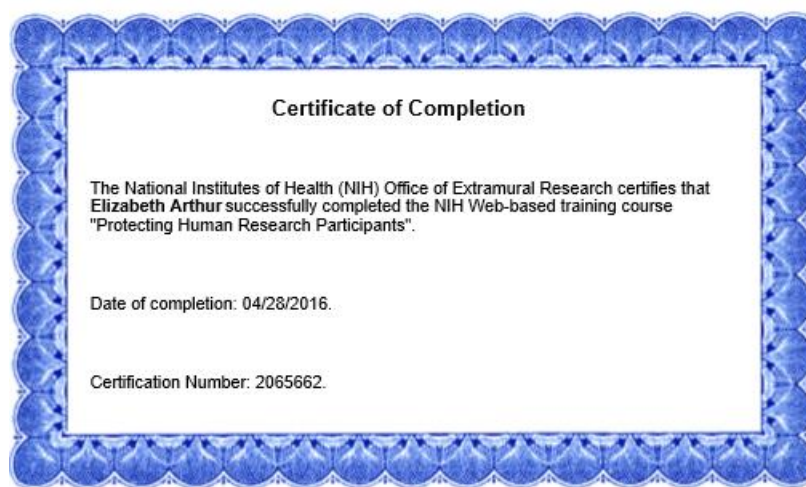 Certificate of Completion
The National Institutes of Health (NIH) Office of Extramural Research certifies that
Elizabeth Arthur successfully completed the NIH Web-based training course
"Protecting Human Research Participants".
Date of completion: 04/28/2016.
Certification Number: 2065662.